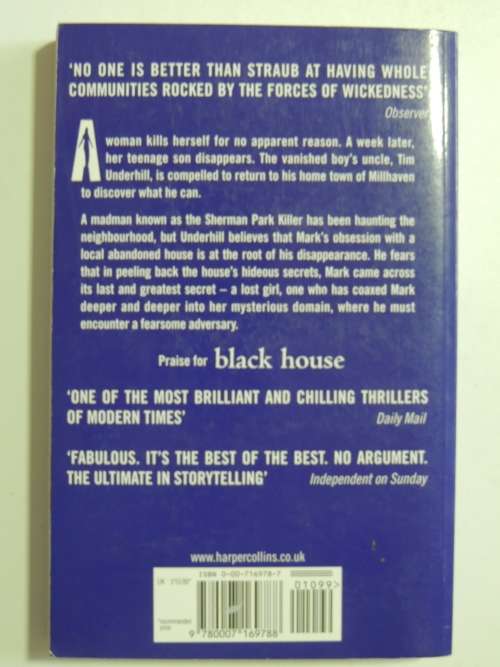 ‘NO ONE IS BETTER THAN STRAUB AT HAVING WHOLE
COMMUNITIES ROCKED BY THE FORCES OF WICKEDNESS’
Observer
A woman kills herself for no apparent reason. A week later,
her teenage son disappears. The vanished boy's uncle, Tim
Underhill, is compelled to return to his home town of Millhaven
to discover what he can.
A madman known as the Sherman Park Killer has been haunting the
neighbourhood, but Underhill believes that Mark's obsession with a
local abandoned house is at the root of his disappearance. He fears
that in peeling back the house's hideous secrets, Mark came across
its last and greatest secret – a lost girl, one who has coaxed Mark
deeper and deeper into her mysterious domain, where he must
encounter a fearsome adversary.
Praise for black house
‘ONE OF THE MOST BRILLIANT AND CHILLING THRILLERS
OF MODERN TIMES’ Daily Mail
‘FABULOUS. IT'S THE BEST OF THE BEST. NO ARGUMENT.
THE ULTIMATE IN STORYTELLING’ Independent on Sunday
www.harpercollins.co.uk
ISBN 0-00-716978-7
01099>
9 780007 169788